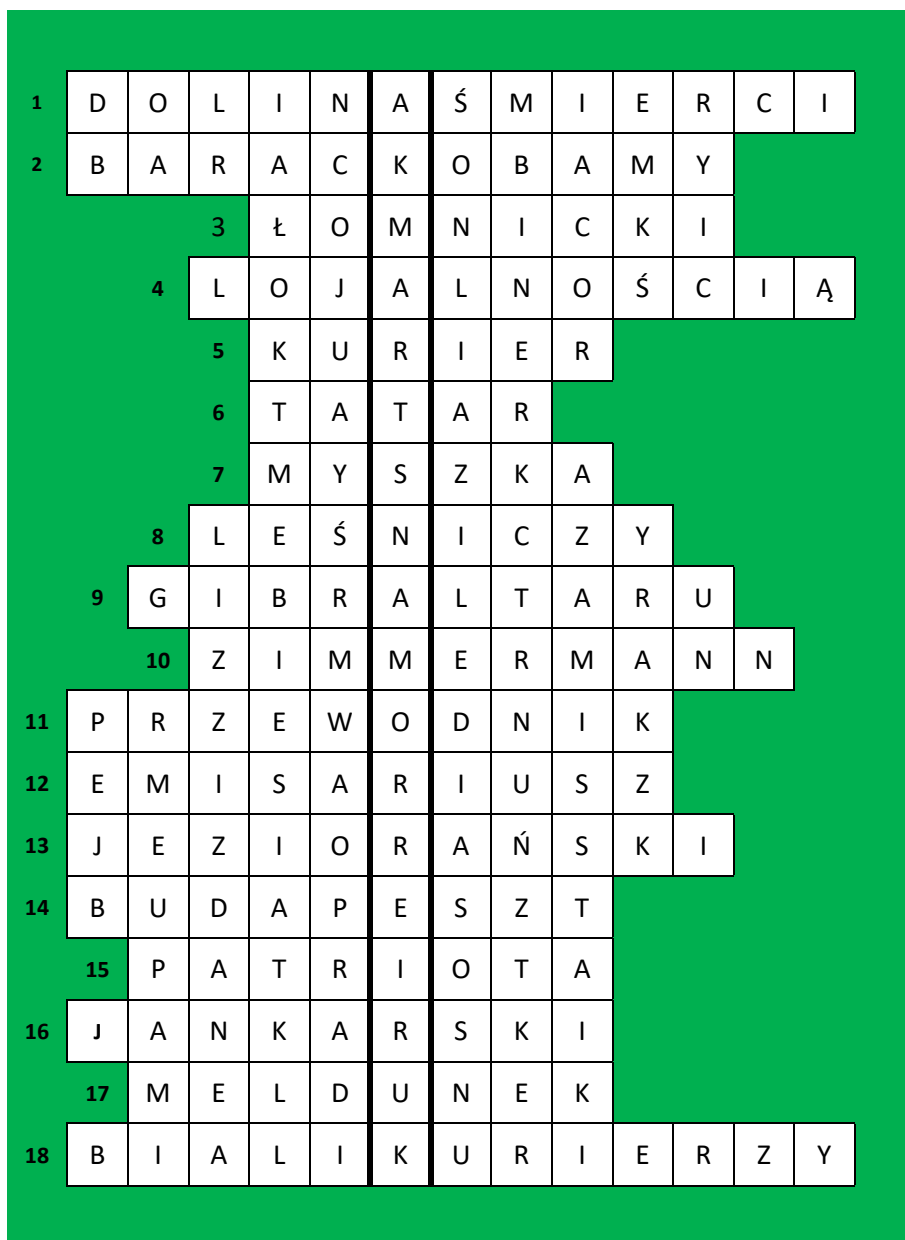 1 D O L I N A Ś M I E R C I
2 B A R A C K O B A M Y
3 Ł O M N I C K I
4 L O J A L N O Ś C I Ą
5 K U R I E R
6 T A T A R
7 M Y S Z K A
8 L E Ś N I C Z Y
9 G I B R A L T A R U
10 Z I M M E R M A N N
11 P R Z E W O D N I K
12 E M I S A R I U S Z
13 J E Z I O R A Ń S K I
14 B U D A P E S Z T
15 P A T R I O T A
16 J A N K A R S K I
17 M E L D U N E K
18 B I A L I K U R I E R Z Y